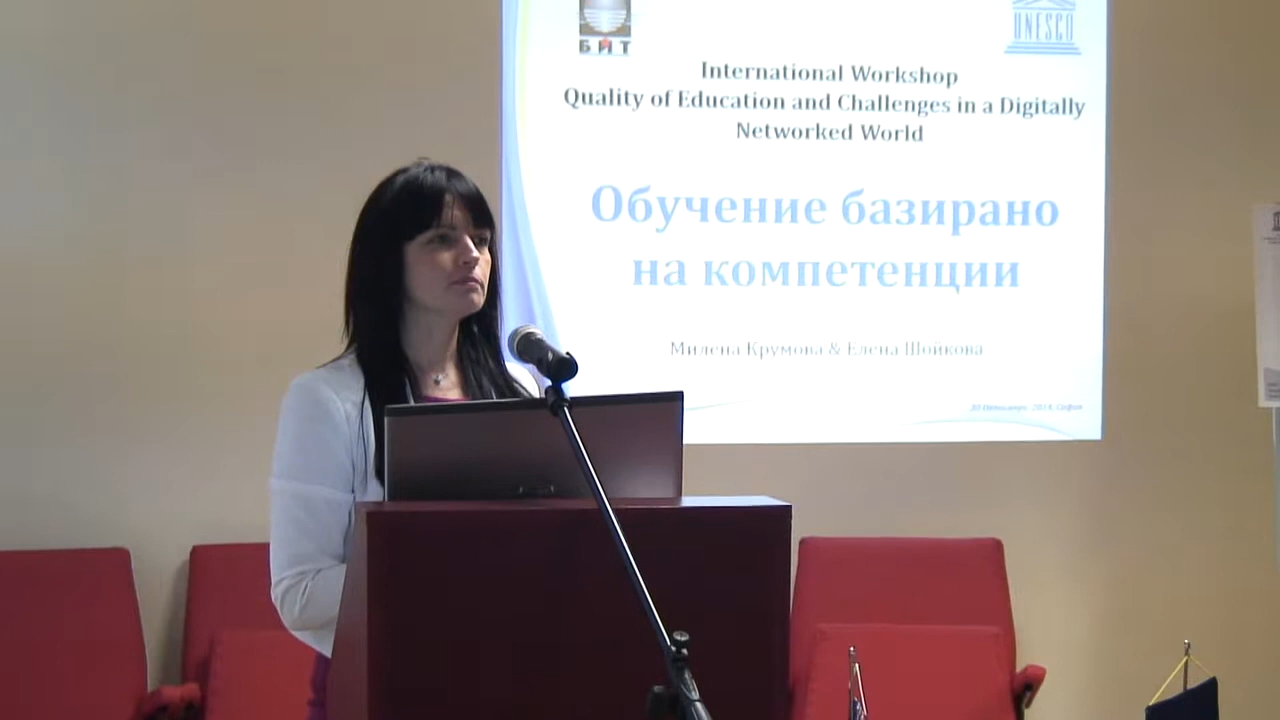 БИТ
UNESCO
International Workshop
Quality of Education and Challenges in a Digitally
Networked World
Обучение базирано
на компетенции
Милена Крумова & Елена Шойкова